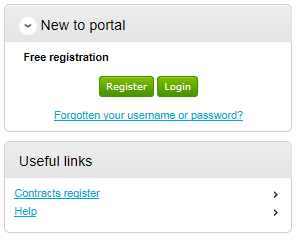 New to portal
Free registration
Register Login
Forgotten your username or password?
Useful links
Contracts register
Help